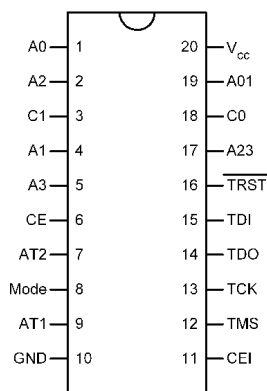 A0 1 20 Vcc
A2 2 19 A01
C1 3 18 C0
A1 4 17 A23
A3 5 16 TRST
CE 6 15 TDI
AT2 7 14 TDO
Mode 8 13 TCK
AT1 9 12 TMS
GND 10 11 CEI